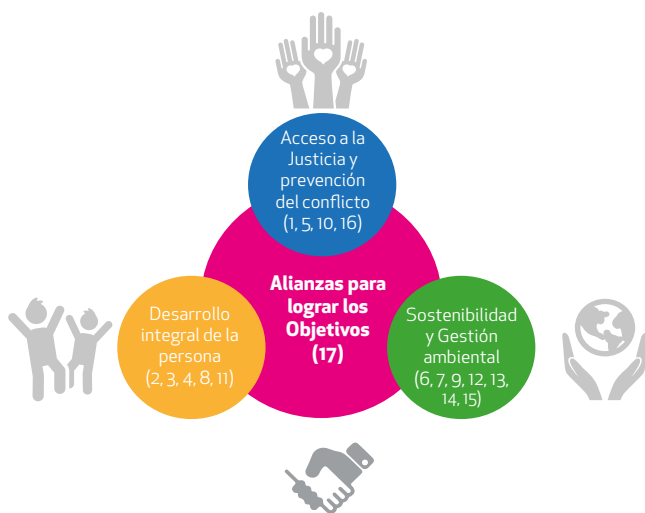 Acceso a la
Justicia y
prevención
del conflicto
(1, 5, 10, 16)
Alianzas para
lograr los
Objetivos
(17)
Desarrollo
integral de la
persona
(2, 3, 4, 8, 11)
Sostenibilidad
y Gestión
ambiental
(6, 7, 9, 12, 13,
14, 15)